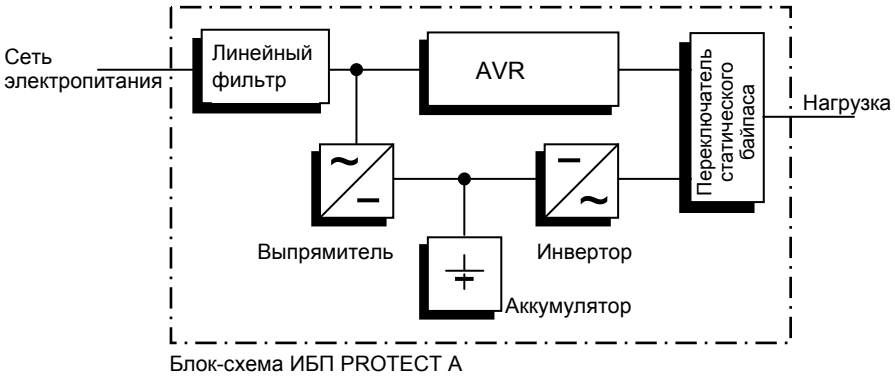 Сеть
электропитания
Линейный
фильтр
AVR
Переключатель
статического
байпаса
Нагрузка
Выпрямитель
Инвертор
Аккумулятор
Блок-схема ИБП PROTECT A